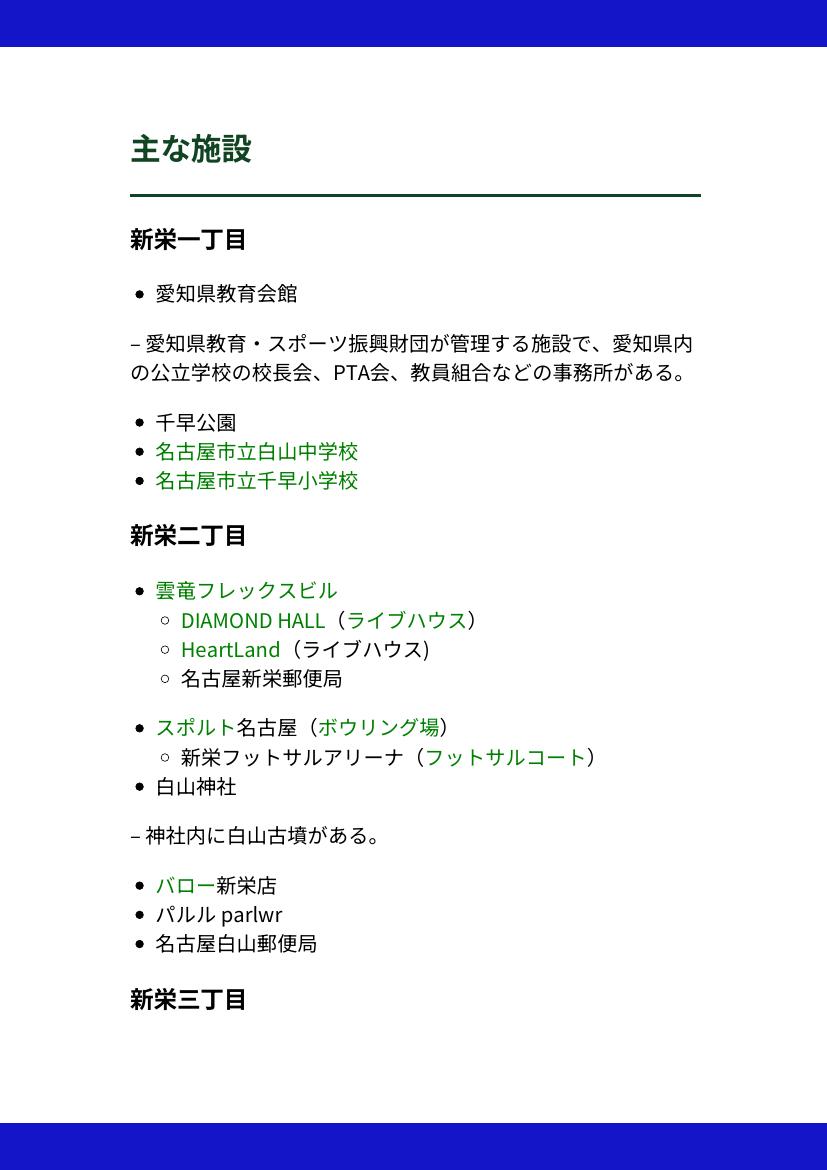 主な施設
新栄一丁目
• 愛知県教育会館
– 愛知県教育・スポーツ振興財団が管理する施設で、愛知県内
の公立学校の校長会、PTA会、教員組合などの事務所がある。
• 千早公園
• 名古屋市立白山中学校
• 名古屋市立千早小学校
新栄二丁目
• 雲竜フレックスビル
◦ DIAMOND HALL（ライブハウス）
◦ HeartLand（ライブハウス)
◦ 名古屋新栄郵便局
• スポルト名古屋（ボウリング場）
◦ 新栄フットサルアリーナ（フットサルコート）
• 白山神社
– 神社内に白山古墳がある。
• バロー新栄店
• パルル parlwr
• 名古屋白山郵便局
新栄三丁目